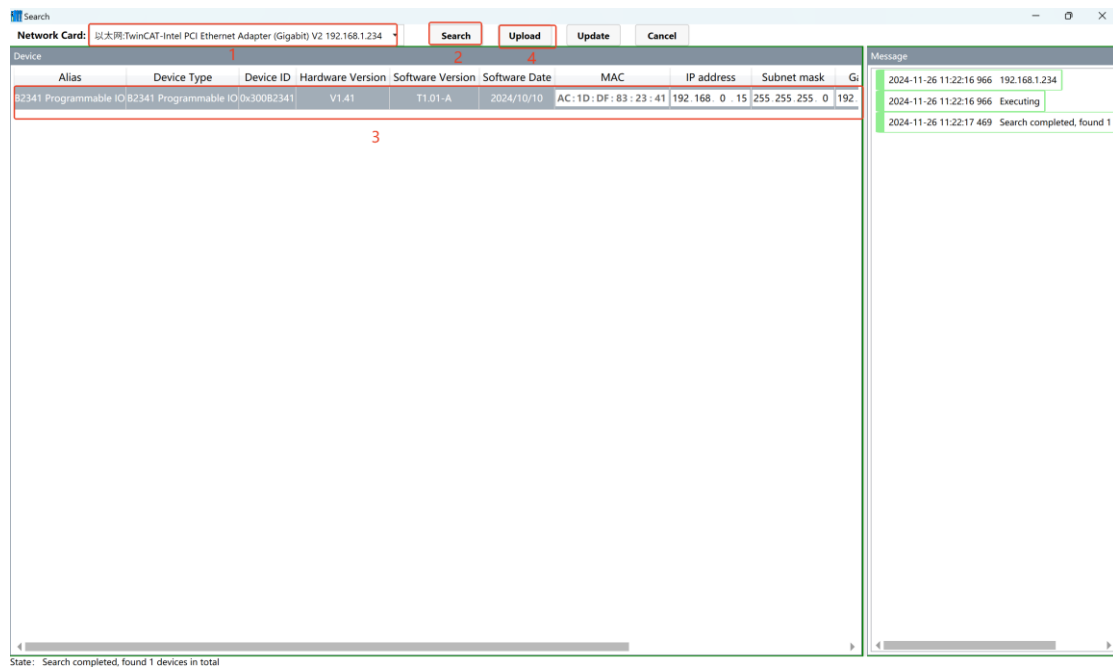 Search
Network Card: 以太网:TwinCAT-Intel PCI Ethernet Adapter (Gigabit) V2 192.168.1.234 Search Upload Update Cancel
1 2 4
Device Message
Alias Device Type Device ID Hardware Version Software Version Software Date MAC IP address Subnet mask Ga
B2341 Programmable IO B2341 Programmable IO 0x300B2341 V1.41 T1.01-A 2024/10/10 AC:1D:DF:83:23:41 192.168. 0 .15 255.255.255. 0 192.
3
2024-11-26 11:22:16 966 192.168.1.234
2024-11-26 11:22:16 966 Executing
2024-11-26 11:22:17 469 Search completed, found 1
State: Search completed, found 1 devices in total